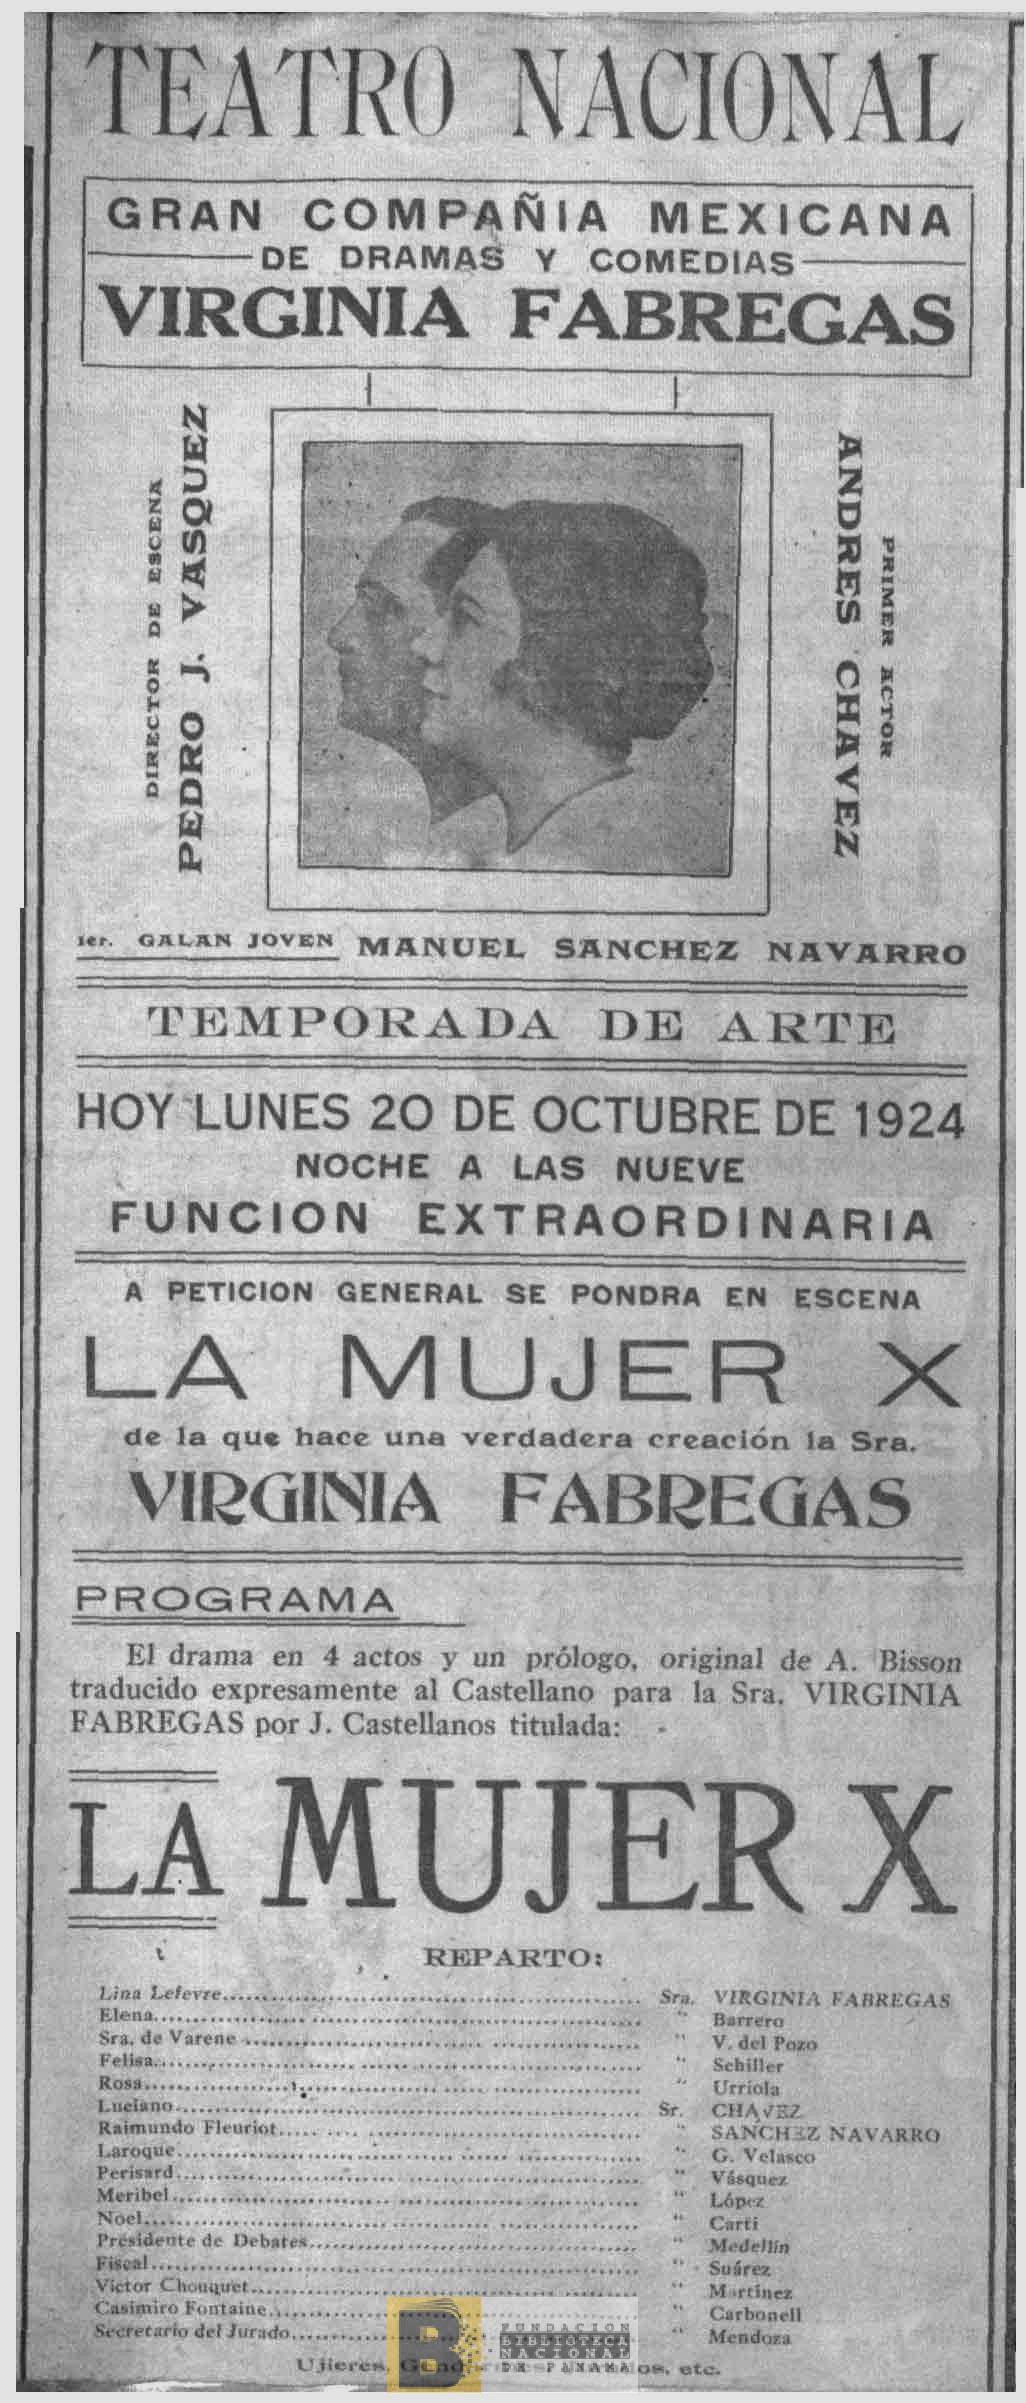 TEATRO NACIONAL
GRAN COMPAÑIA MEXICANA
DE DRAMAS Y COMEDIAS
VIRGINIA FABREGAS
DIRECTOR DE ESCENA
PEDRO J. VASQUEZ
ANDRES CHAVEZ
PRIMER ACTOR
1er. GALAN JOVEN MANUEL SANCHEZ NAVARRO
TEMPORADA DE ARTE
HOY LUNES 20 DE OCTUBRE DE 1924
NOCHE A LAS NUEVE
FUNCION EXTRAORDINARIA
A PETICION GENERAL SE PONDRA EN ESCENA
LA MUJER X
de la que hace una verdadera creación la Sra.
VIRGINIA FABREGAS
PROGRAMA
El drama en 4 actos y un prólogo, original de A. Bisson
traducido expresamente al Castellano para la Sra. VIRGINIA
FABREGAS por J. Castellanos titulada:
LA MUJER X
REPARTO:
Lina Lefevre Sra. VIRGINIA FABREGAS
Elena " Barrero
Sra. de Varene " V. del Pozo
Felisa " Schiller
Rosa " Urriola
Luciano Sr. CHAVEZ
Raimundo Fleuriot " SANCHEZ NAVARRO
Laroque " G. Velasco
Perisard " Vásquez
Meribel " López
Noel " Carti
Presidente de Debates " Medellín
Fiscal " Suárez
Victor Chouquet " Martinez
Casimiro Fontaine " Carbonell
Secretario del Jurado " Mendoza
Ujieres, etc.
B FUNDACION
BIBLIOTECA
NACIONAL
DE PANAMA